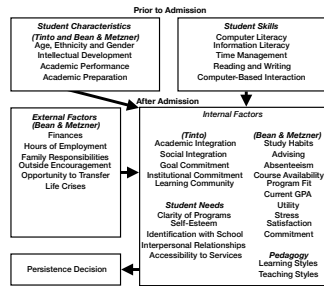 Prior to Admission
Student Characteristics
(Tinto and Bean & Metzner)
Age, Ethnicity and Gender
Intellectual Development
Academic Performance
Academic Preparation
Student Skills
Computer Literacy
Information Literacy
Time Management
Reading and Writing
Computer-Based Interaction
After Admission
External Factors
(Bean & Metzner)
Finances
Hours of Employment
Family Responsibilities
Outside Encouragement
Opportunity to Transfer
Life Crises
Internal Factors
(Tinto)
Academic Integration
Social Integration
Goal Commitment
Institutional Commitment
Learning Community
Student Needs
Clarity of Programs
Self-Esteem
Identification with School
Interpersonal Relationships
Accessibility to Services
(Bean & Metzner)
Study Habits
Advising
Absenteeism
Course Availability
Program Fit
Current GPA
Utility
Stress
Satisfaction
Commitment
Pedagogy
Learning Styles
Teaching Styles
Persistence Decision